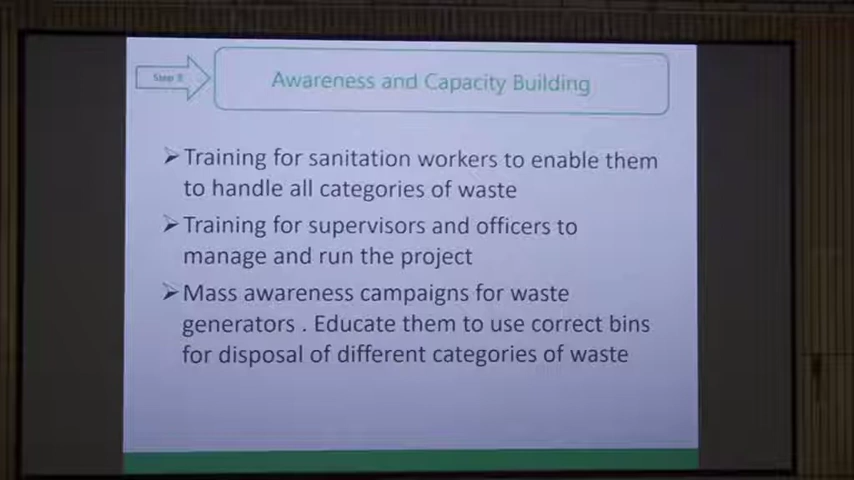 Awareness and Capacity Building
Training for sanitation workers to enable them
to handle all categories of waste
Training for supervisors and officers to
manage and run the project
Mass awareness campaigns for waste
generators . Educate them to use correct bins
for disposal of different categories of waste